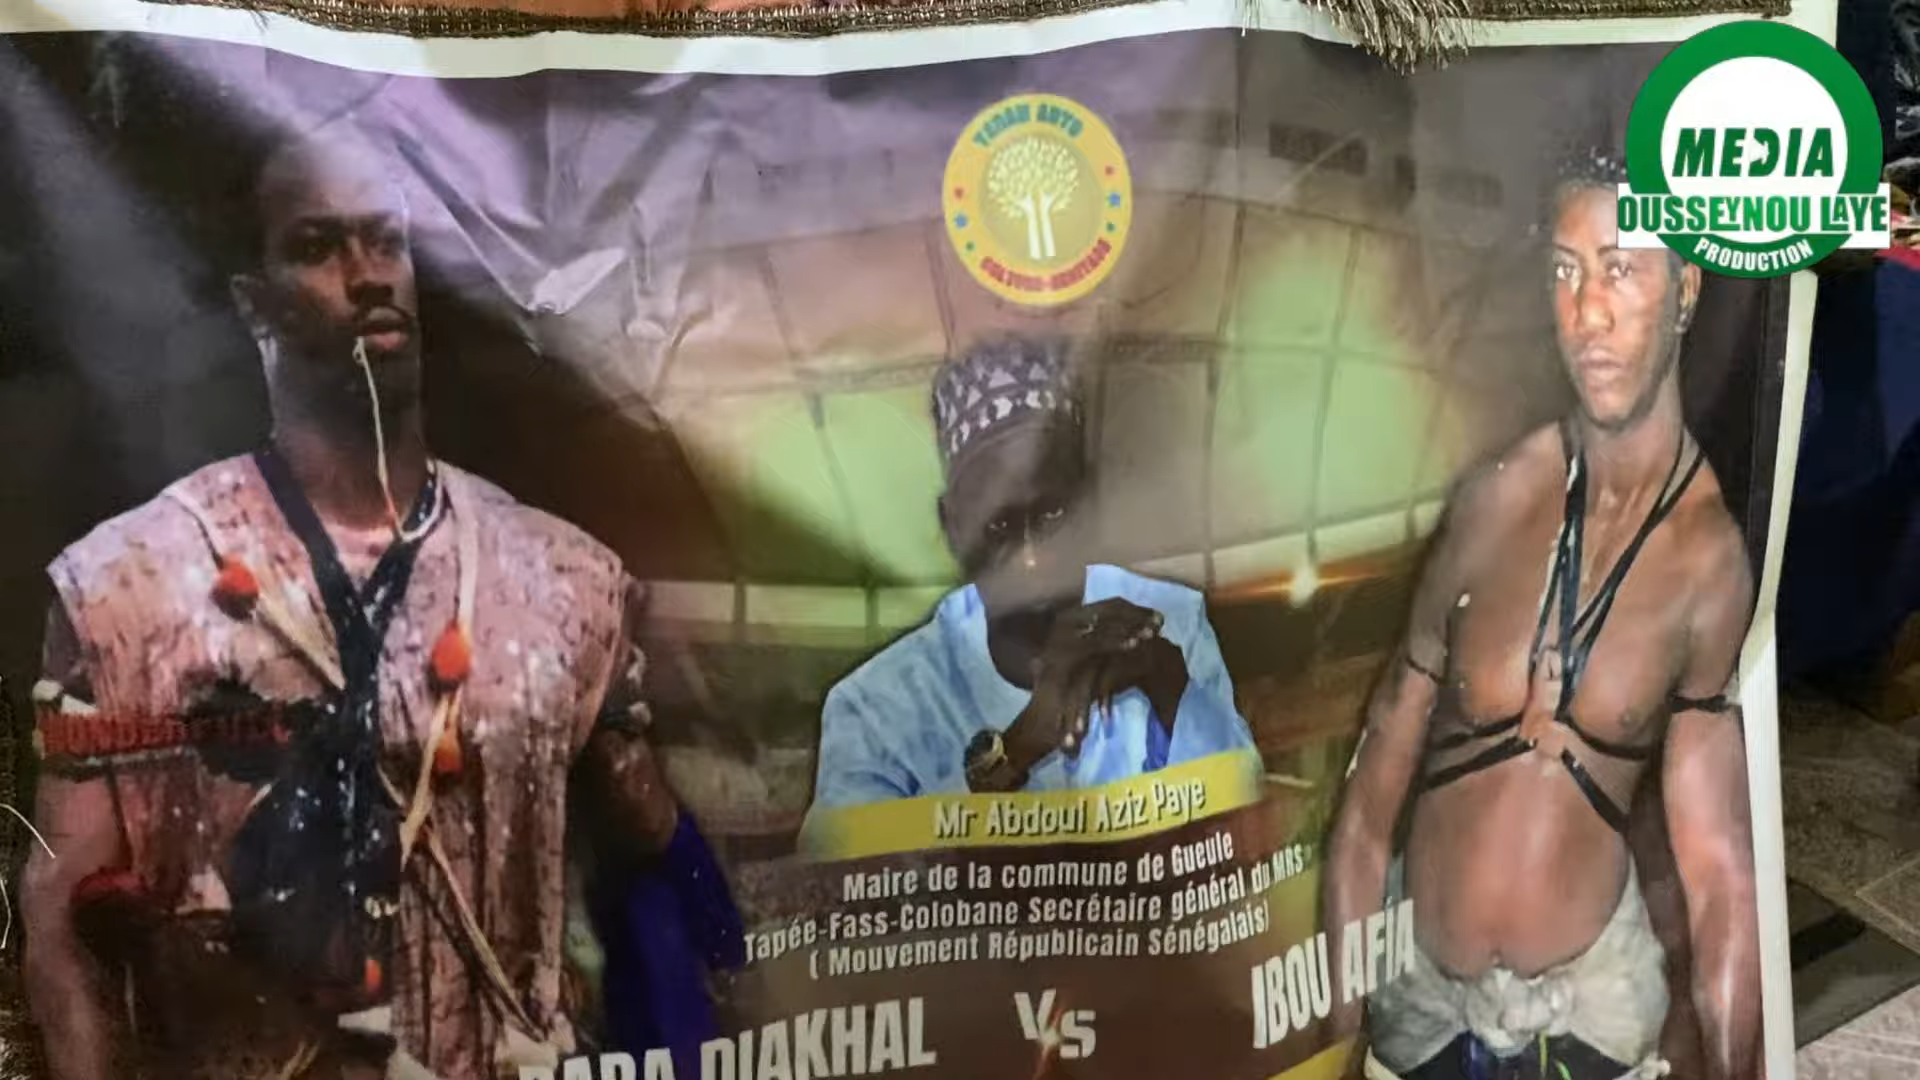 MEDIA
OUSSEYNOU LAYE
PRODUCTION
Mr Abdoul Aziz Paye
Maire de la commune de Gueule
Tapée-Fass-Colobane Secrétaire général du MRS
( Mouvement Républicain Sénégalais)
DIAKHAL
Vs
IBOU AFIA